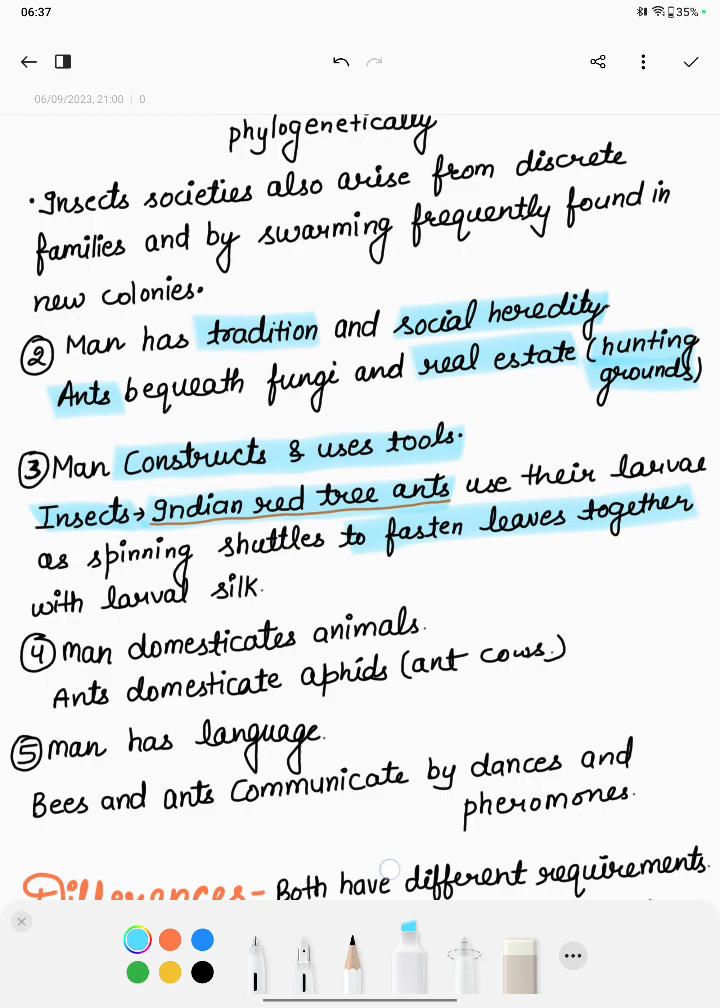 06:37
35%
06/09/2023, 21:00 | 0
phylogenetically
• Insects societies also arise from discrete
families and by swarming frequently found in
new colonies.
② Man has tradition and social heredity
Ants bequeath fungi and real estate (hunting
grounds)
③ Man Constructs & uses tools.
Insects → Indian red tree ants use their larvae
as spinning shuttles to fasten leaves together
with larval silk.
④ Man domesticates animals.
Ants domesticate aphids (ant cows.)
⑤ Man has language.
Bees and ants Communicate by dances and
pheromones.
Differences - Both have different requirements.